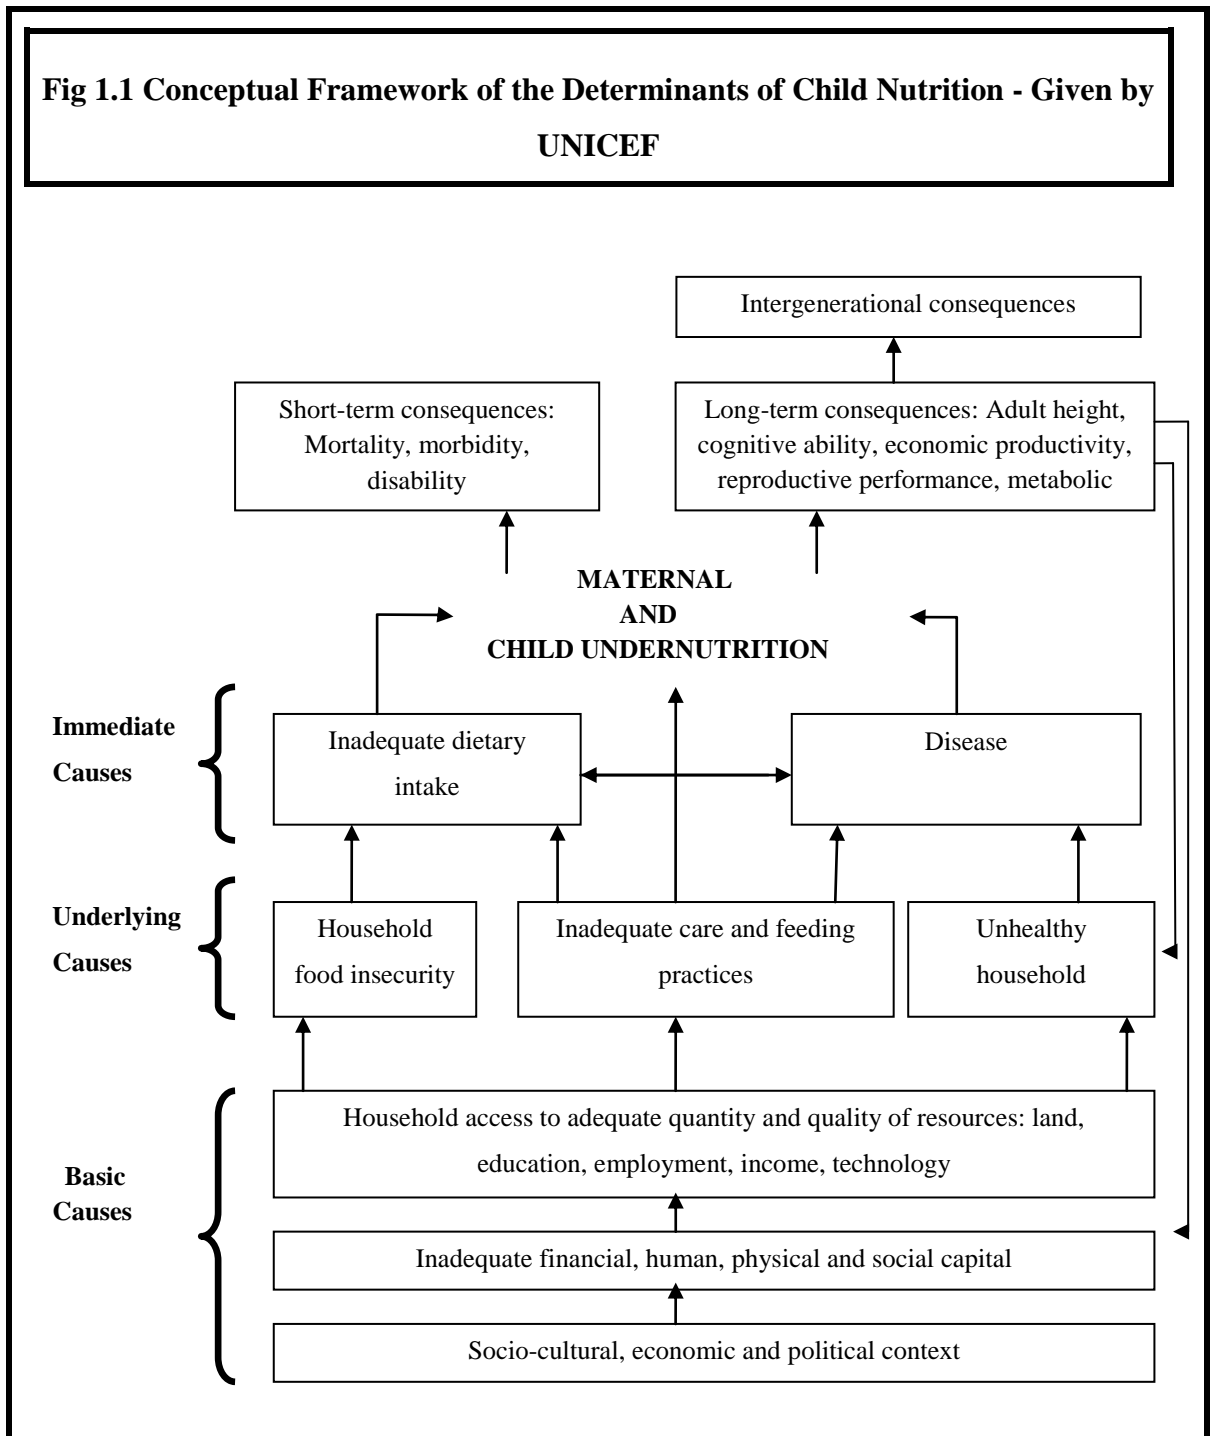 Fig 1.1 Conceptual Framework of the Determinants of Child Nutrition - Given by
UNICEF
Intergenerational consequences
Short-term consequences:
Mortality, morbidity,
disability
Long-term consequences: Adult height,
cognitive ability, economic productivity,
reproductive performance, metabolic
MATERNAL
AND
CHILD UNDERNUTRITION
Immediate
Causes
Inadequate dietary
intake
Disease
Underlying
Causes
Household
food insecurity
Inadequate care and feeding
practices
Unhealthy
household
Basic
Causes
Household access to adequate quantity and quality of resources: land,
education, employment, income, technology
Inadequate financial, human, physical and social capital
Socio-cultural, economic and political context